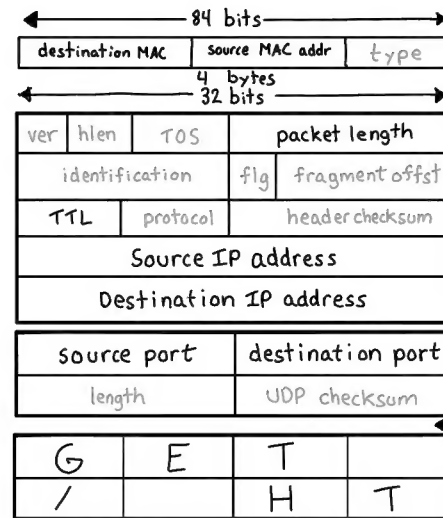 84 bits
destination MAC source MAC addr type
4 bytes
32 bits
ver hlen TOS packet length
identification flg fragment offst
TTL protocol header checksum
Source IP address
Destination IP address
source port destination port
length UDP checksum
G E T
/ H T